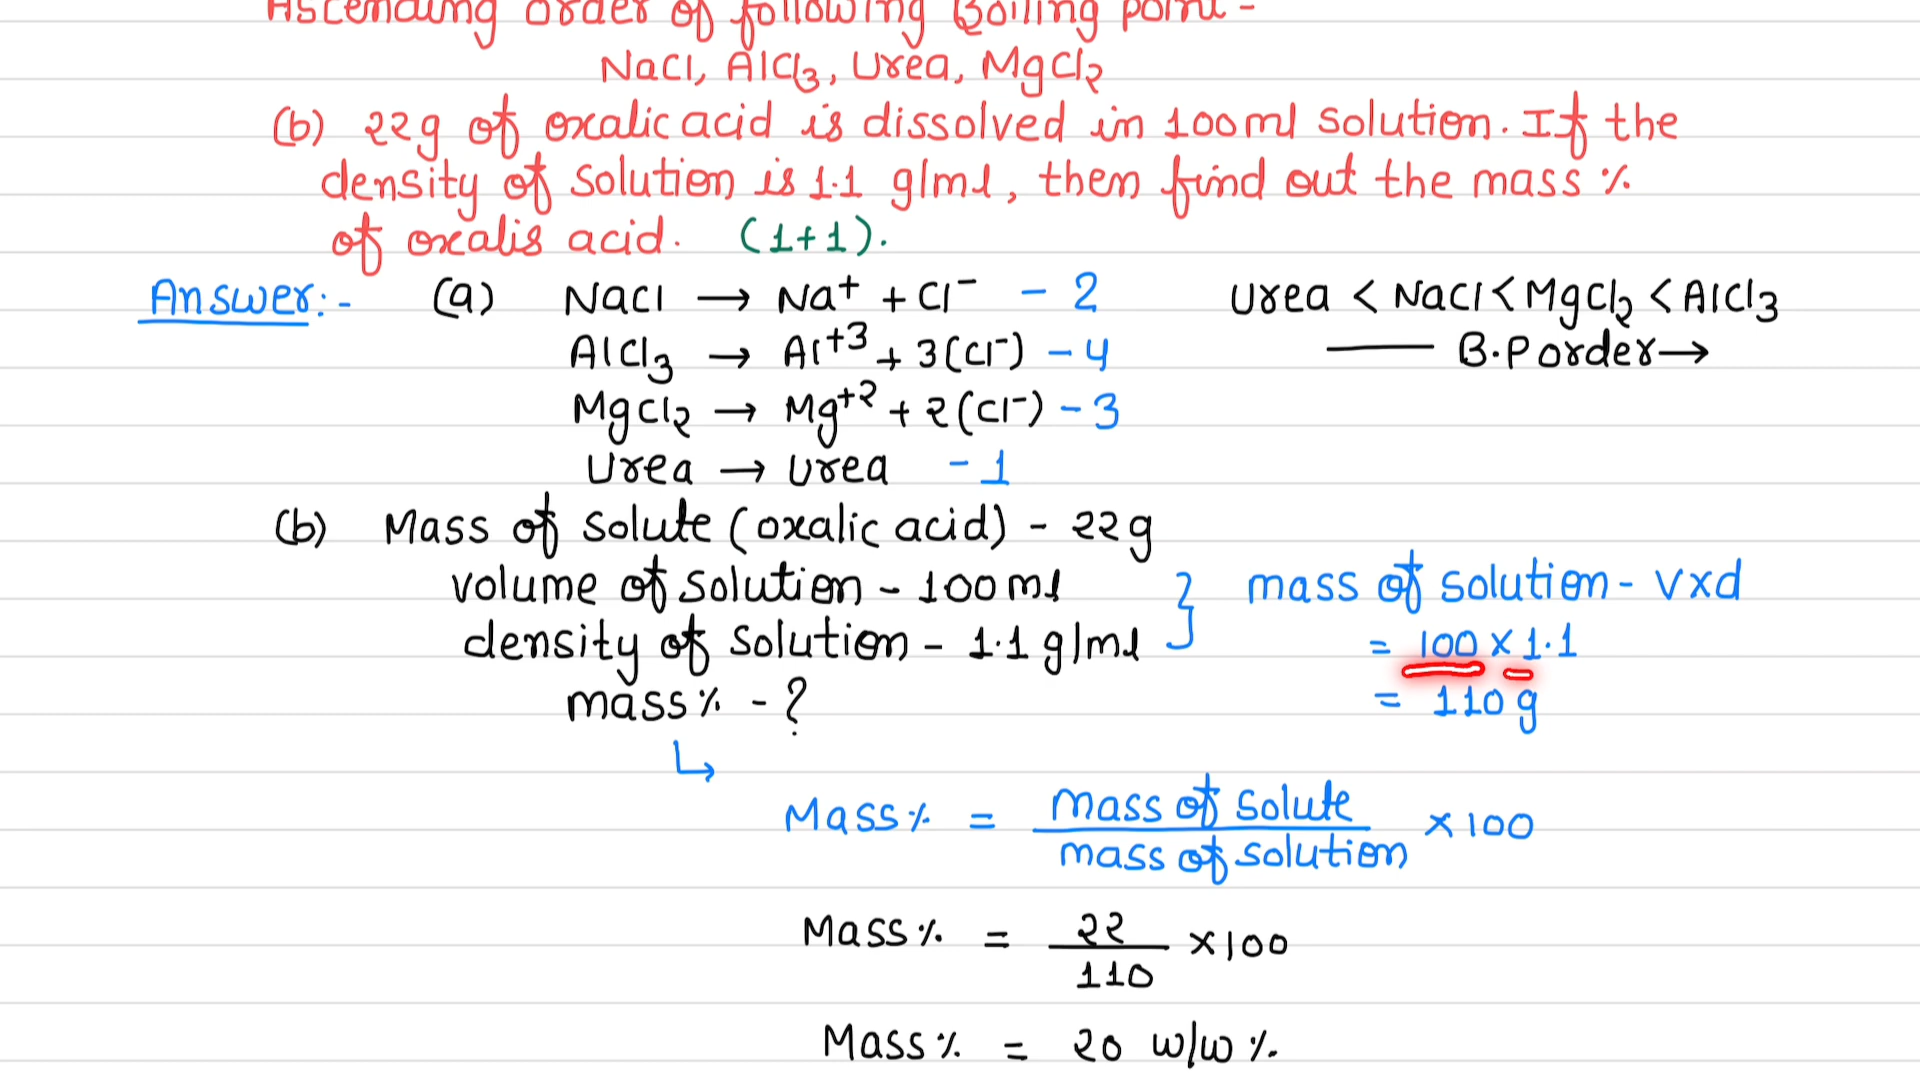 Ascending order of following Boiling point -
NaCl, AlCl3, Urea, MgCl2
(b) 22g of oxalic acid is dissolved in 100ml solution. If the
density of solution is 1.1 g/ml, then find out the mass %
of oxalis acid. (1+1).
Answer:- (a) NaCl → Na+ + Cl- - 2
AlCl3 → Al+3 + 3(Cl-) - 4
MgCl2 → Mg+2 + 2(Cl-) - 3
Urea → Urea - 1
Urea < NaCl < MgCl2 < AlCl3
—— B.P order→
(b) Mass of solute (oxalic acid) - 22g
volume of solution - 100ml
density of solution - 1.1 g/ml
mass% - ?
} mass of solution - v×d
= 100 × 1.1
= 110g
↳
Mass% = mass of solute / mass of solution ×100
Mass% = 22/110 ×100
Mass% = 20 w/w %